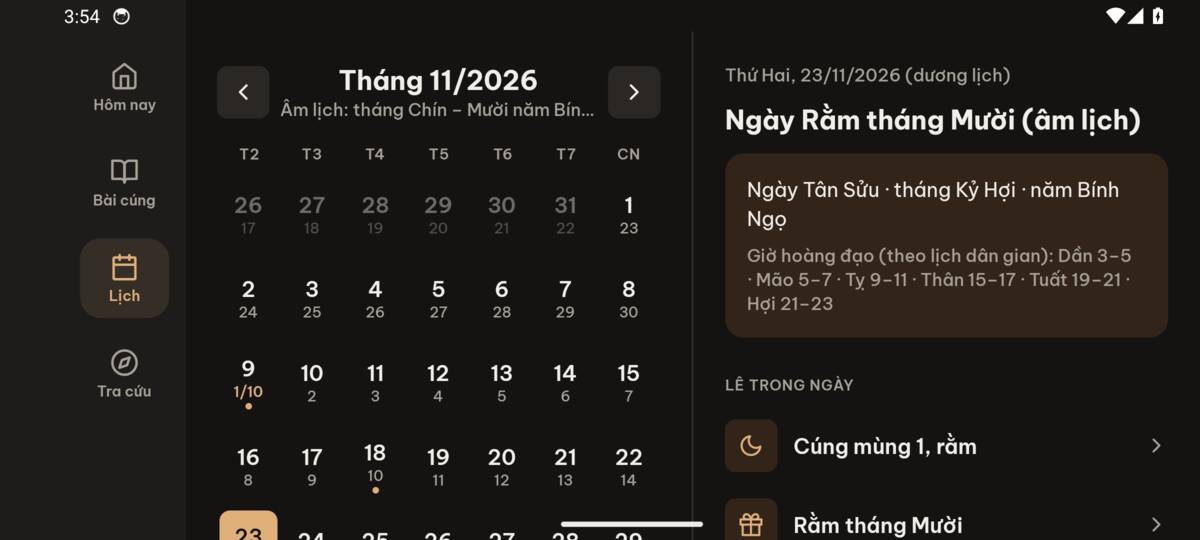 3:54
Hôm nay
Bài cúng
Lịch
Tra cứu
Tháng 11/2026
Âm lịch: tháng Chín – Mười năm Bín...
T2 T3 T4 T5 T6 T7 CN
26 27 28 29 30 31 1
17 18 19 20 21 22 23
2 3 4 5 6 7 8
24 25 26 27 28 29 30
9 10 11 12 13 14 15
1/10 2 3 4 5 6 7
16 17 18 19 20 21 22
8 9 10 11 12 13 14
23 24 25 26 27 28 29
Thứ Hai, 23/11/2026 (dương lịch)
Ngày Rằm tháng Mười (âm lịch)
Ngày Tân Sửu · tháng Kỷ Hợi · năm Bính
Ngọ
Giờ hoàng đạo (theo lịch dân gian): Dần 3–5
· Mão 5–7 · Tỵ 9–11 · Thân 15–17 · Tuất 19–21 ·
Hợi 21–23
LỄ TRONG NGÀY
Cúng mùng 1, rằm
Rằm tháng Mười